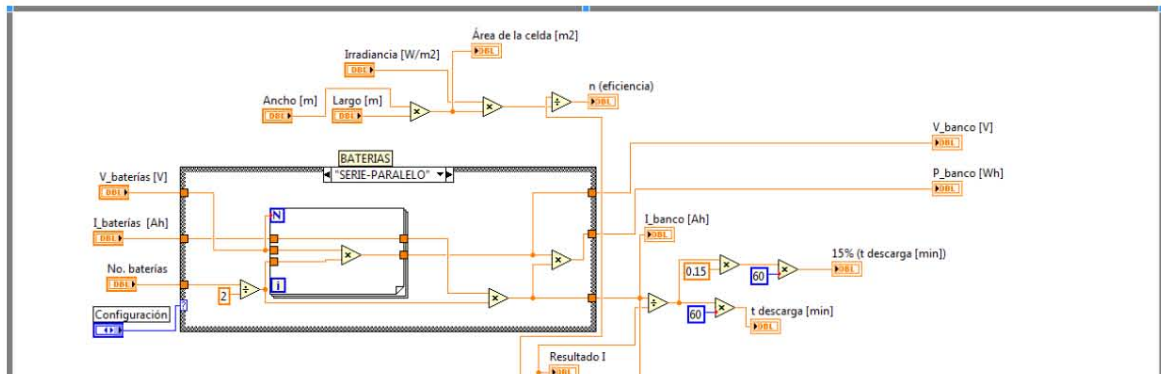 Área de la celda [m2]
DBL
Irradiancia [W/m2]
DBL
n (eficiencia)
DBL
Ancho [m]
DBL
Largo [m]
DBL
V_banco [V]
DBL
BATERIAS
"SERIE-PARALELO"
V_baterías [V]
DBL
P_banco [Wh]
DBL
N
I_baterías [Ah]
DBL
I_banco [Ah]
DBL
15% (t descarga [min])
DBL
0.15
60
No. baterías
DBL
2
i
Configuración
60
t descarga [min]
DBL
Resultado I
DBL